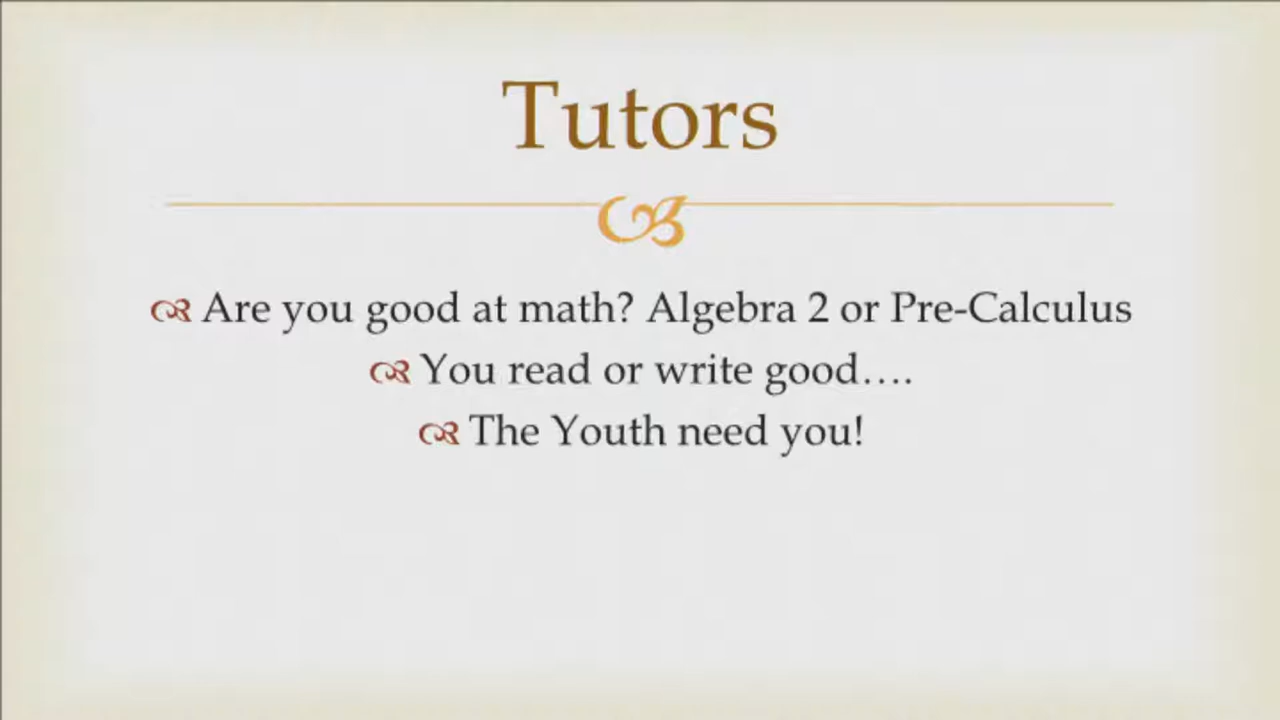 Tutors
Are you good at math? Algebra 2 or Pre-Calculus
You read or write good....
The Youth need you!